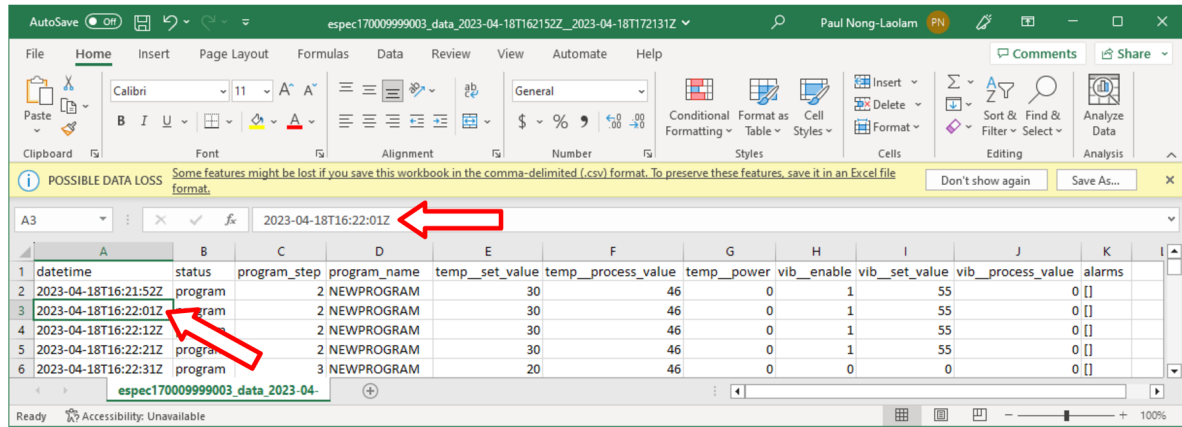 AutoSave Off espec170009999003_data_2023-04-18T162152Z__2023-04-18T172131Z Paul Nong-Laolam PN
File Home Insert Page Layout Formulas Data Review View Automate Help Comments Share
Paste Calibri 11 A^ A˅ ab General Conditional Format as Cell Insert Σ A Sort & Find & Analyze
B I U A $ % 9 .00 Formatting Table Styles Delete Z Filter Select Data
Format
Clipboard Font Alignment Number Styles Cells Editing Analysis
POSSIBLE DATA LOSS Some features might be lost if you save this workbook in the comma-delimited (.csv) format. To preserve these features, save it in an Excel file Don't show again Save As...
format.
A3 fx 2023-04-18T16:22:01Z
A B C D E F G H I J K
1 datetime status program_step program_name temp__set_value temp__process_value temp__power vib__enable vib__set_value vib__process_value alarms
2 2023-04-18T16:21:52Z program 2 NEWPROGRAM 30 46 0 1 55 0 []
3 2023-04-18T16:22:01Z program 2 NEWPROGRAM 30 46 0 1 55 0 []
4 2023-04-18T16:22:12Z program 2 NEWPROGRAM 30 46 0 1 55 0 []
5 2023-04-18T16:22:21Z program 2 NEWPROGRAM 30 46 0 1 55 0 []
6 2023-04-18T16:22:31Z program 3 NEWPROGRAM 20 46 0 0 0 0 []
espec170009999003_data_2023-04-
Ready Accessibility: Unavailable 100%